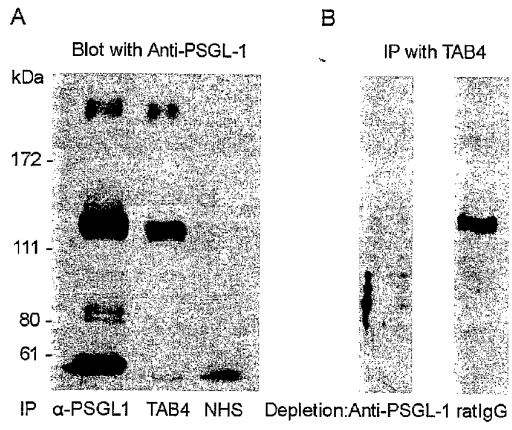 A
B
Blot with Anti-PSGL-1
IP with TAB4
kDa
172 -
111 -
80 -
61 -
IP α-PSGL1 TAB4 NHS
Depletion:Anti-PSGL-1 ratIgG